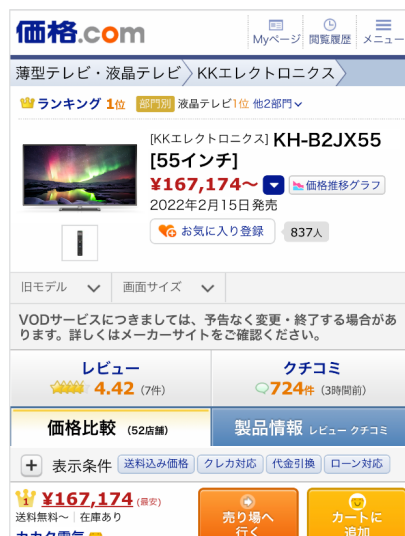 価格.com
Myページ 閲覧履歴 メニュー
薄型テレビ・液晶テレビ KKエレクトロニクス
ランキング 1位 部門別 液晶テレビ1位 他2部門
[KKエレクトロニクス] KH-B2JX55
[55インチ]
¥167,174～ 価格推移グラフ
2022年2月15日発売
お気に入り登録 837人
旧モデル 画面サイズ
VODサービスにつきましては、予告なく変更・終了する場合があ
ります。詳しくはメーカーサイトをご確認ください。
レビュー クチコミ
4.42 (7件) 724件 (3時間前)
価格比較 (52店舗) 製品情報 レビュー クチコミ
表示条件 送料込み価格 クレカ対応 代金引換 ローン対応
1 ¥167,174 (最安)
送料無料～ 在庫あり
売り場へ
行く
カートに
追加